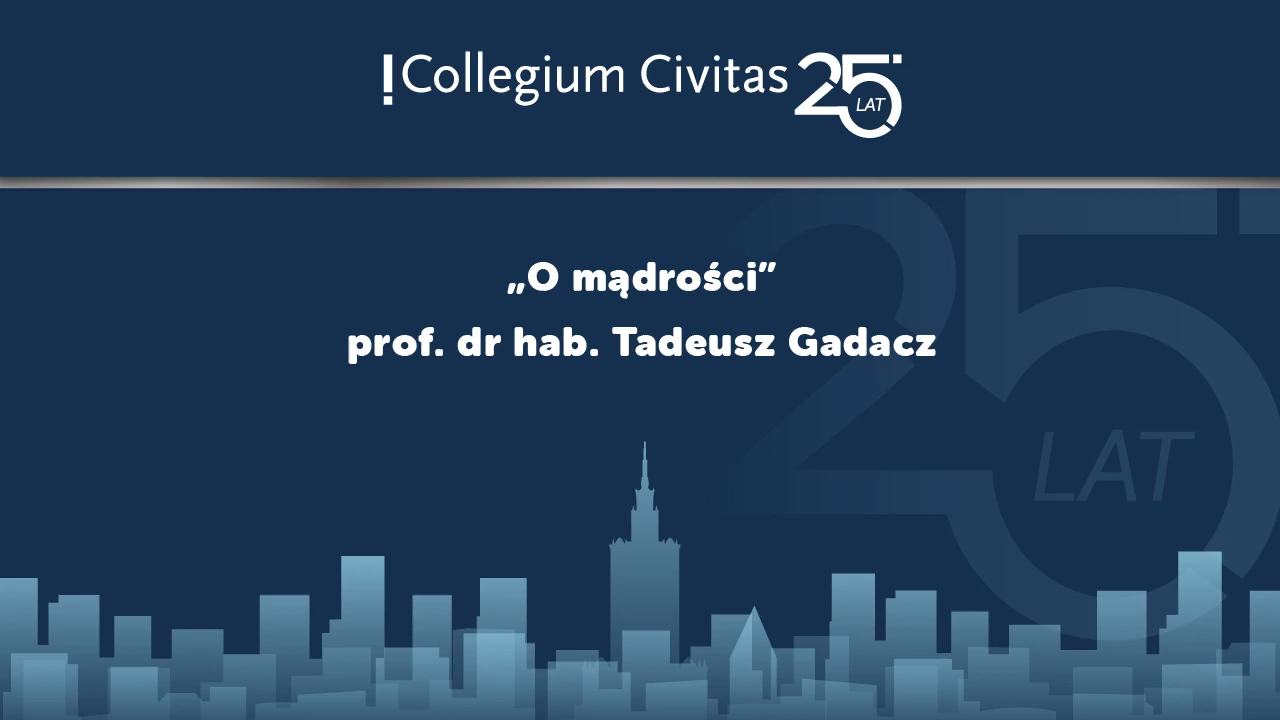 !Collegium Civitas 25
LAT
„O mądrości”
prof. dr hab. Tadeusz Gadacz
25
LAT